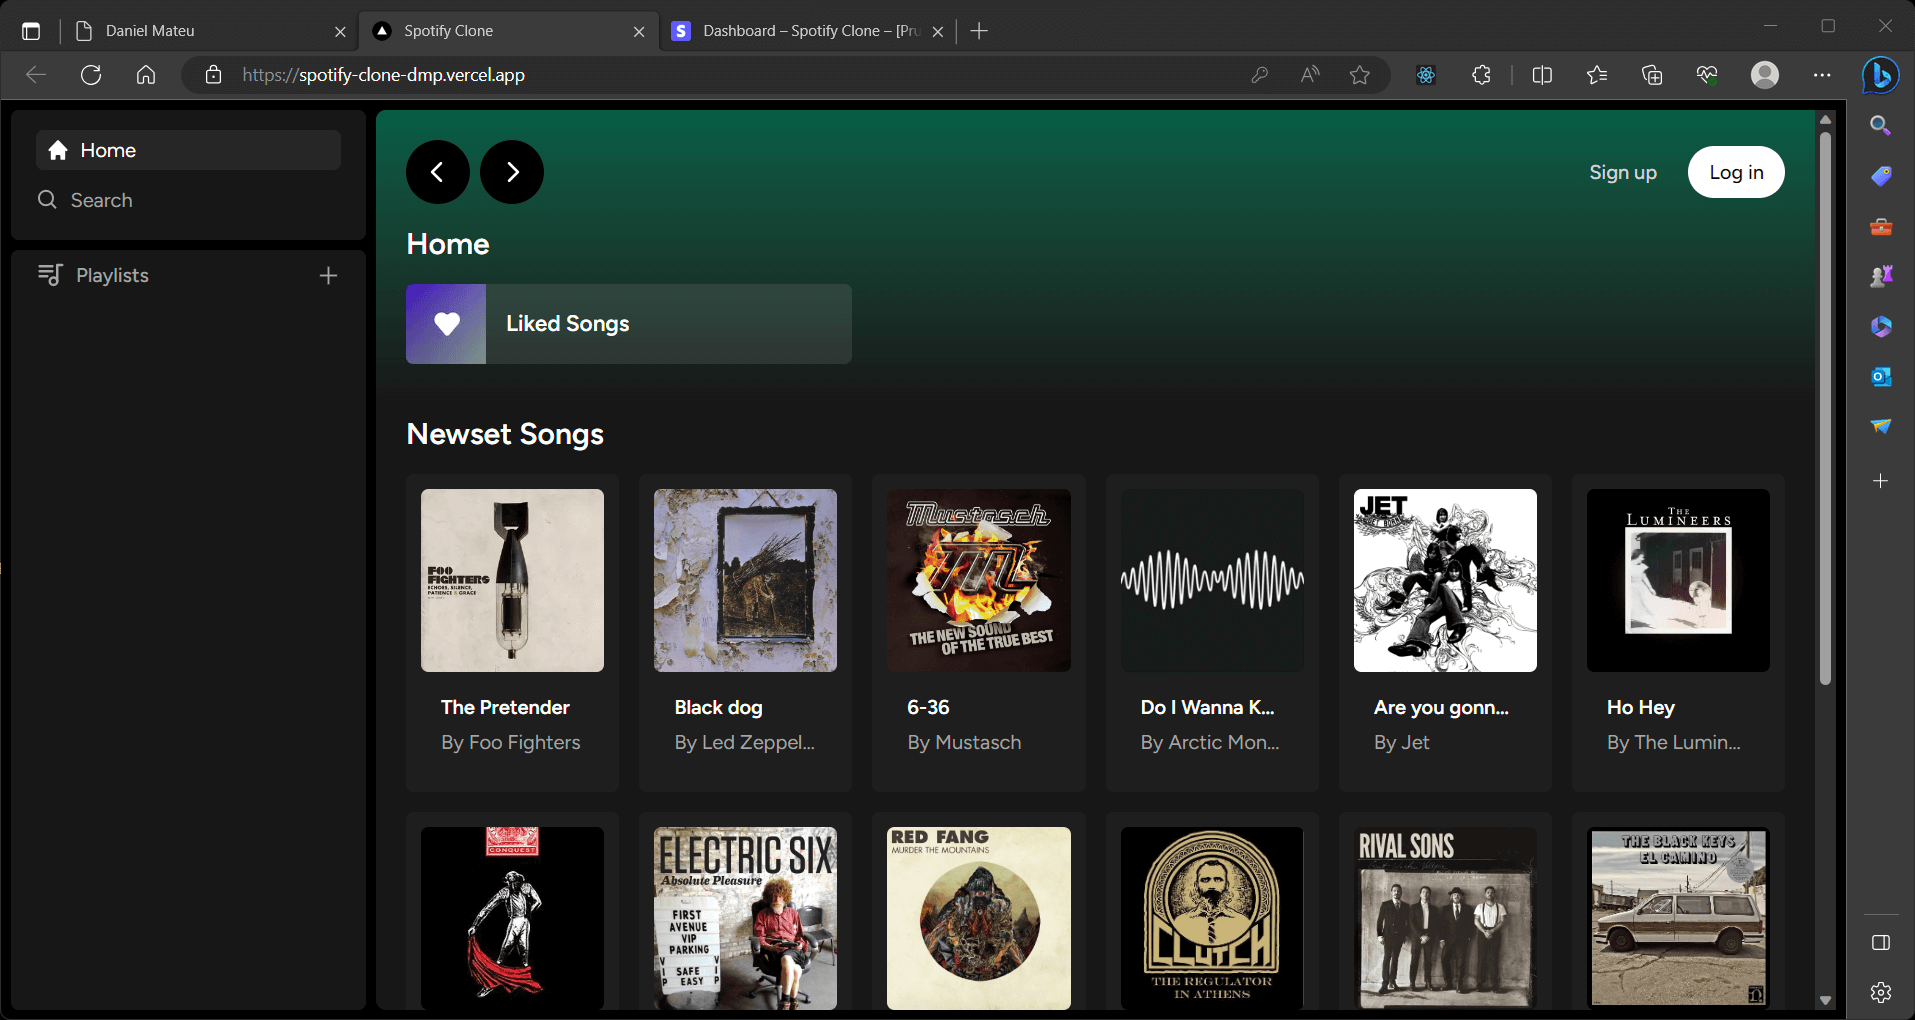 Daniel Mateu
Spotify Clone
Dashboard – Spotify Clone – [Pru
https://spotify-clone-dmp.vercel.app
Home
Search
Playlists
Sign up
Log in
Home
Liked Songs
Newset Songs
FOO
FIGHTERS
ECHOES, SILENCE,
PATIENCE & GRACE
Mustasch
THE NEW SOUND
OF THE TRUE BEST
JET
THE
LUMINEERS
The Pretender
By Foo Fighters
Black dog
By Led Zeppel...
6-36
By Mustasch
Do I Wanna K...
By Arctic Mon...
Are you gonn...
By Jet
Ho Hey
By The Lumin...
CONQUEST
ELECTRIC SIX
Absolute Pleasure
FIRST
AVENUE
VIP
PARKING
VIP
SAFE
EASY
VIP
RED FANG
MURDER THE MOUNTAINS
CLUTCH
THE REGULATOR
IN ATHENS
RIVAL SONS
THE BLACK KEYS
EL CAMINO